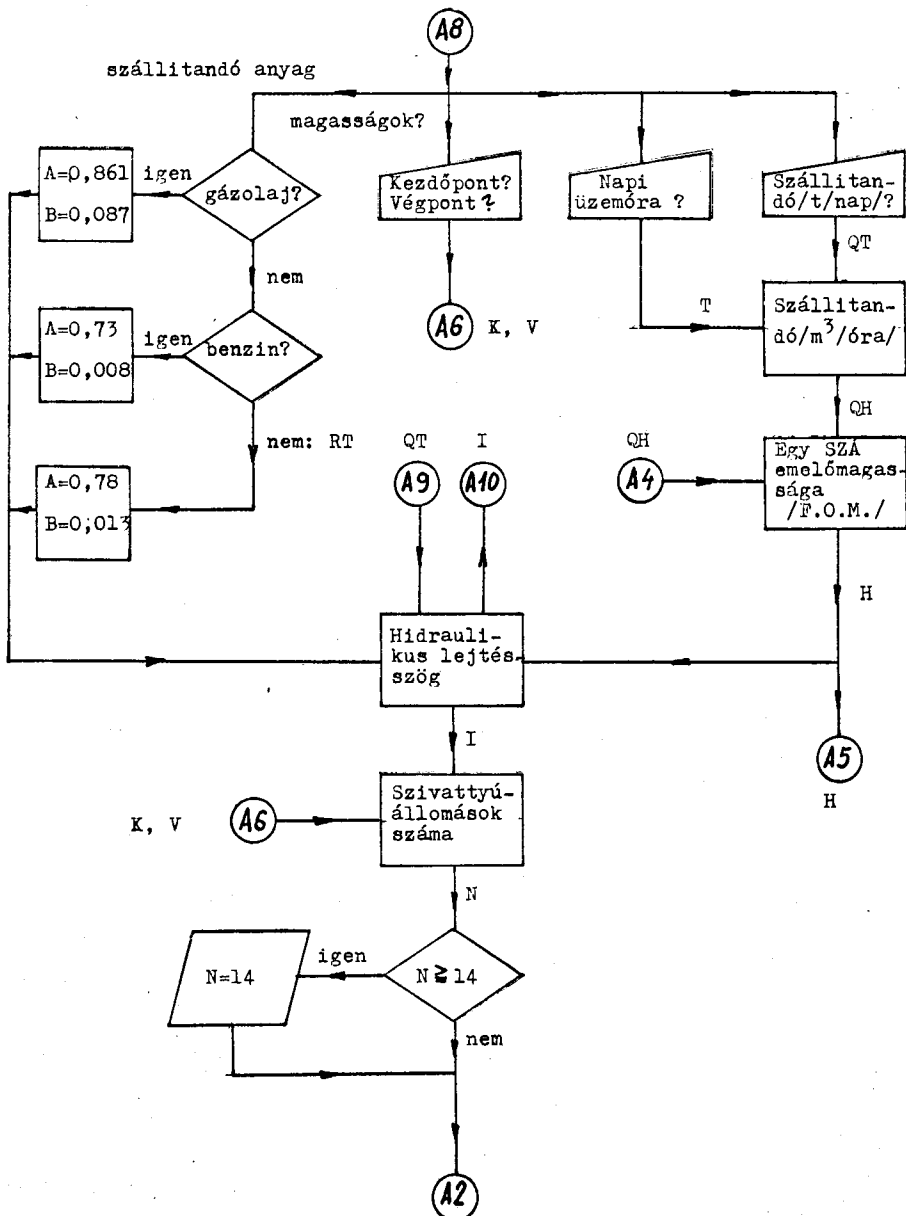 A8
szállitandó anyag
magasságok?
A=0,861
B=0,087
igen
gázolaj?
Kezdőpont?
Végpont?
Napi
üzemóra ?
Szállitan-
dó/t/nap/?
QT
nem
A=0,73
B=0,008
igen
benzin?
A6
K, V
T
Szállitan-
dó/m³/óra/
QH
nem: RT
QT
I
QH
A=0,78
B=0;013
A9
A10
A4
Egy SZÁ
emelőmagas-
sága
/F.O.M./
H
Hidrauli-
kus lejtés-
szög
I
A5
H
K, V
A6
Szivattyú-
állomások
száma
N
igen
N=14
N≧14
nem
A2